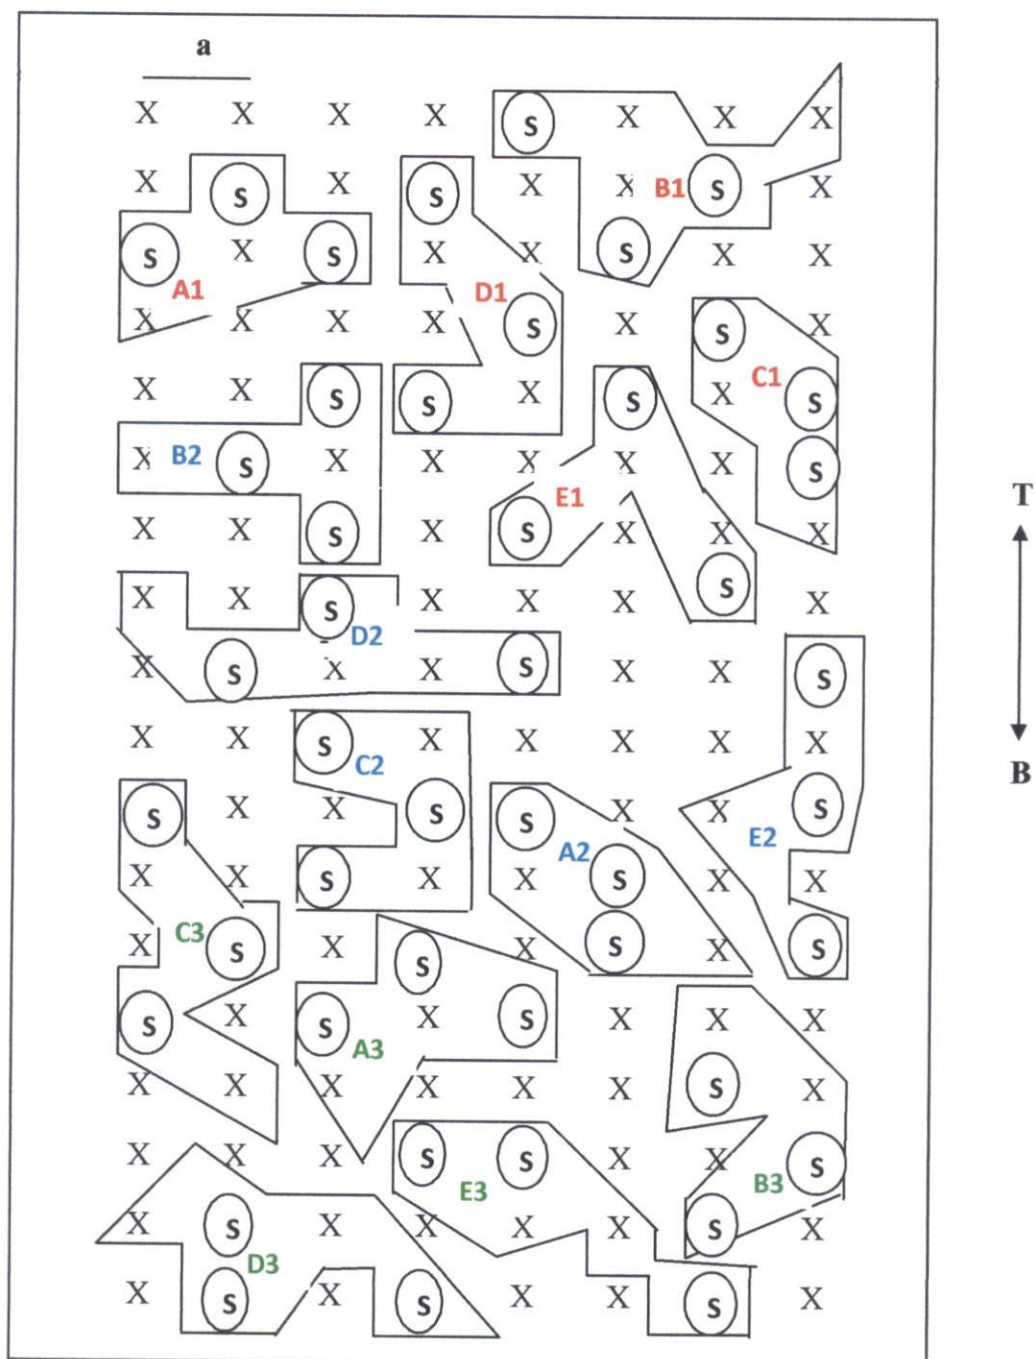 a
X X X X S X X X
X S X S X X B1 S X
S X S X X S X X
A1 D1
X X X X S X S X
C1
X X S S X S X S
X B2 S X X X X X S
E1 T
X X S X S X X X
X X S X X X S X
D2
X S X X S X X S
X X S X X X X X
C2 B
S X X S S X X S
A2 E2
X X S X X S X X
C3
X S X S X S X S
S X S X S X X X
A3
X X X X X X S X
X X X S S X X S
E3 B3
X S X X X X S X
D3
X S X S X X S X